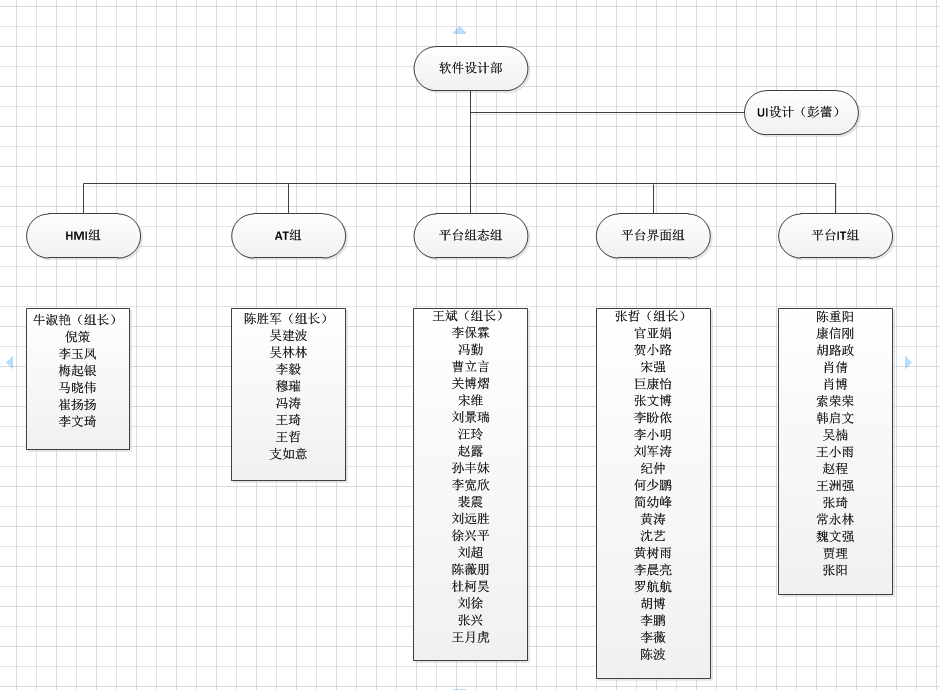 软件设计部
UI设计（彭蕾）
HMI组
AT组
平台组态组
平台界面组
平台IT组
牛淑艳（组长）
倪策
李玉凤
梅起银
马晓伟
崔扬扬
李文琦
陈胜军（组长）
吴建波
吴林林
李毅
穆璀
冯涛
王琦
王哲
支如意
王斌（组长）
李保霖
冯勤
曹立言
关博熠
宋维
刘景瑞
汪玲
赵露
孙丰妹
李宽欣
裴震
刘远胜
徐兴平
刘超
陈薇朋
杜柯昊
刘徐
张兴
王月虎
张哲（组长）
官亚娟
贺小路
宋强
巨康怡
张文博
李盼侬
李小明
刘军涛
纪仲
何少鹏
简幼峰
黄涛
沈艺
黄树雨
李晨亮
罗航航
胡博
李鹏
李薇
陈波
陈重阳
康信刚
胡路政
肖倩
肖博
索荣荣
韩启文
吴楠
王小雨
赵程
王洲强
张琦
常永林
魏文强
贾理
张阳